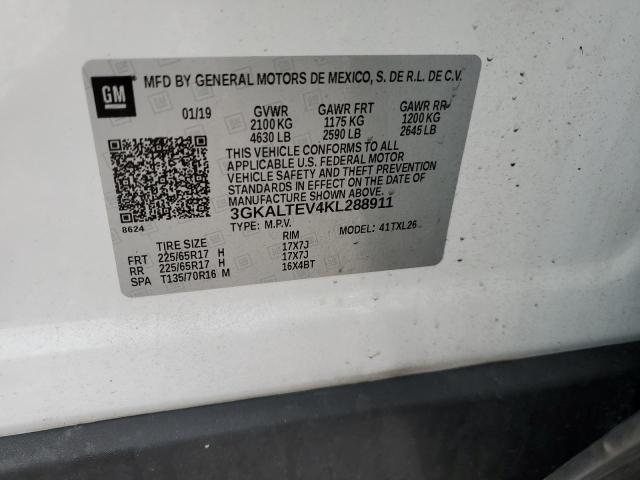 GM MFD BY GENERAL MOTORS DE MEXICO, S. DE R.L. DE C.V.
01/19 GVWR GAWR FRT GAWR RR
2100 KG 1175 KG 1200 KG
4630 LB 2590 LB 2645 LB
THIS VEHICLE CONFORMS TO ALL
APPLICABLE U.S. FEDERAL MOTOR
VEHICLE SAFETY AND THEFT PREVENTION
STANDARDS IN EFFECT ON THE DATE OF
MANUFACTURE SHOWN ABOVE.
3GKALTEV4KL288911
8624 TYPE: M.P.V. MODEL: 41TXL26
TIRE SIZE RIM
FRT 225/65R17 H 17X7J
RR 225/65R17 H 17X7J
SPA T135/70R16 M 16X4BT